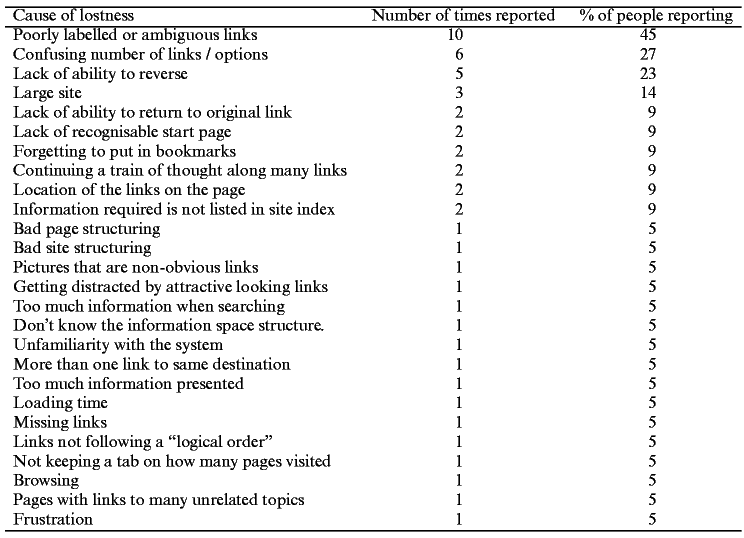 Cause of lostness Number of times reported % of people reporting
Poorly labelled or ambiguous links 10 45
Confusing number of links / options 6 27
Lack of ability to reverse 5 23
Large site 3 14
Lack of ability to return to original link 2 9
Lack of recognisable start page 2 9
Forgetting to put in bookmarks 2 9
Continuing a train of thought along many links 2 9
Location of the links on the page 2 9
Information required is not listed in site index 2 9
Bad page structuring 1 5
Bad site structuring 1 5
Pictures that are non-obvious links 1 5
Getting distracted by attractive looking links 1 5
Too much information when searching 1 5
Don't know the information space structure. 1 5
Unfamiliarity with the system 1 5
More than one link to same destination 1 5
Too much information presented 1 5
Loading time 1 5
Missing links 1 5
Links not following a “logical order” 1 5
Not keeping a tab on how many pages visited 1 5
Browsing 1 5
Pages with links to many unrelated topics 1 5
Frustration 1 5